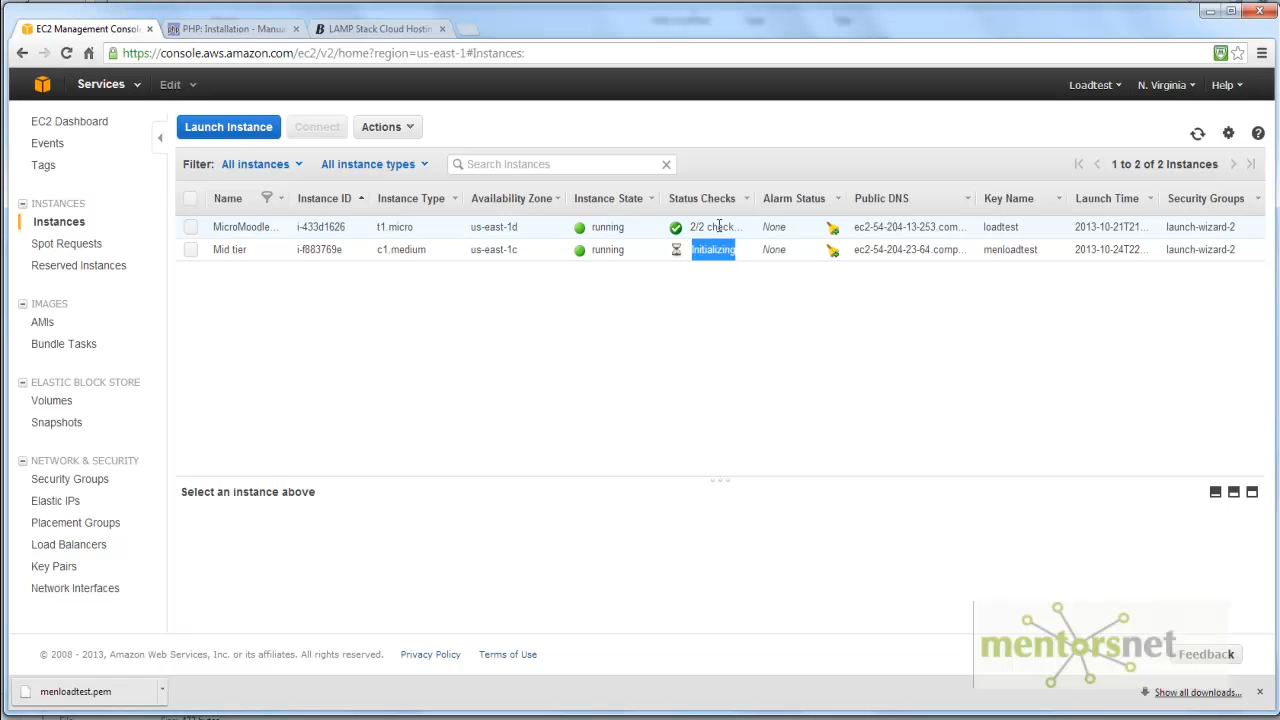 EC2 Management Consol
PHP: Installation - Manua
LAMP Stack Cloud Hostin
https://console.aws.amazon.com/ec2/v2/home?region=us-east-1#Instances:
Services Edit Loadtest N. Virginia Help
EC2 Dashboard
Events
Tags
INSTANCES
Instances
Spot Requests
Reserved Instances
IMAGES
AMIs
Bundle Tasks
ELASTIC BLOCK STORE
Volumes
Snapshots
NETWORK & SECURITY
Security Groups
Elastic IPs
Placement Groups
Load Balancers
Key Pairs
Network Interfaces
Launch Instance Connect Actions
Filter: All instances All instance types Search Instances 1 to 2 of 2 Instances
Name Instance ID Instance Type Availability Zone Instance State Status Checks Alarm Status Public DNS Key Name Launch Time Security Groups
MicroMoodle... i-433d1626 t1.micro us-east-1d running 2/2 check... None ec2-54-204-13-253.com... loadtest 2013-10-21T21... launch-wizard-2
Mid tier i-f883769e c1.medium us-east-1c running Initializing None ec2-54-204-23-64.comp... menloadtest 2013-10-24T22... launch-wizard-2
Select an instance above
mentorsnet
Feedback
© 2008 - 2013, Amazon Web Services, Inc. or its affiliates. All rights reserved. Privacy Policy Terms of Use
menloadtest.pem
Show all downloads...